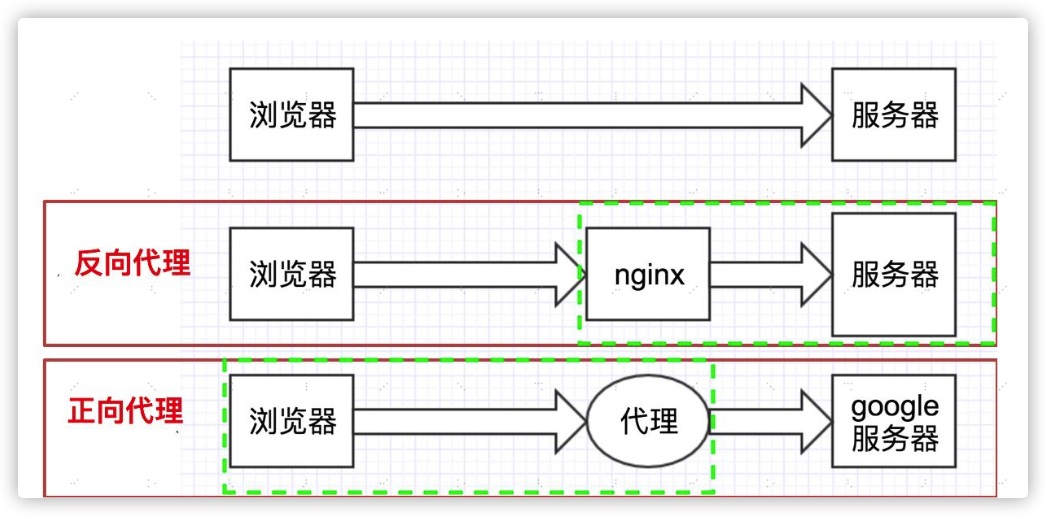 浏览器
服务器
反向代理
浏览器
nginx
服务器
正向代理
浏览器
代理
google
服务器